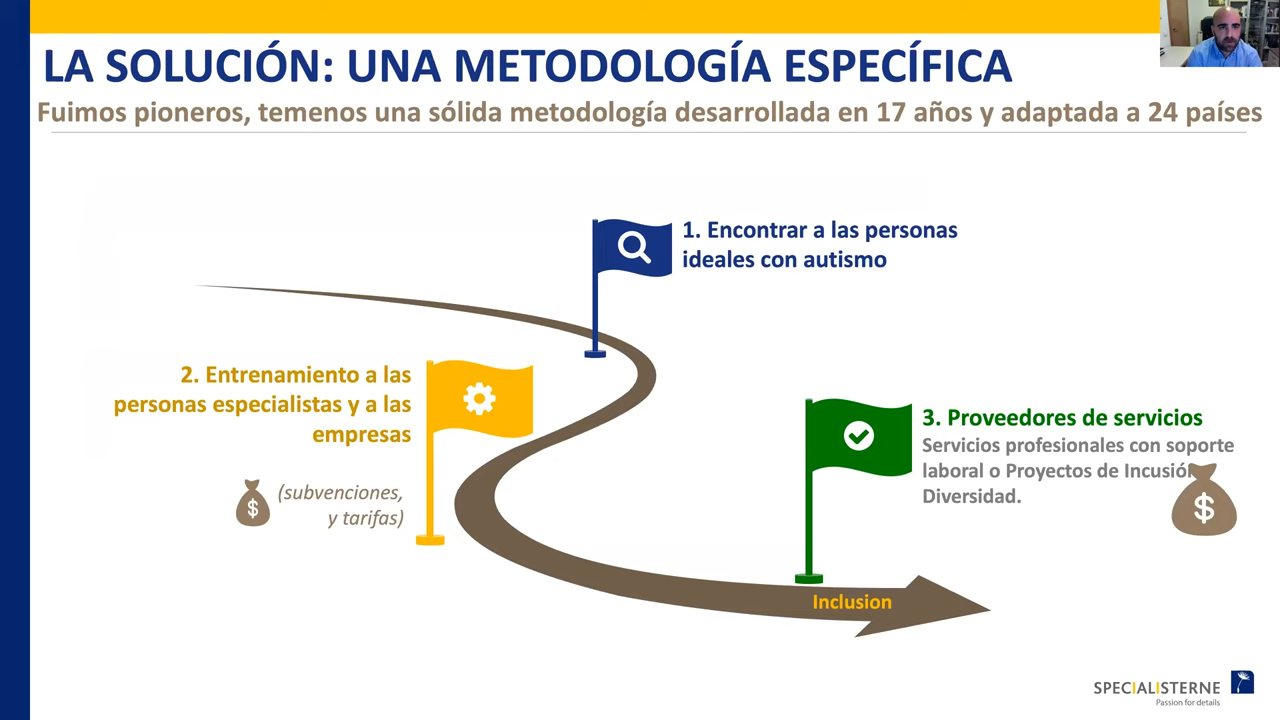 LA SOLUCIÓN: UNA METODOLOGÍA ESPECÍFICA
Fuimos pioneros, temenos una sólida metodología desarrollada en 17 años y adaptada a 24 países
1. Encontrar a las personas
ideales con autismo
2. Entrenamiento a las
personas especialistas y a las
empresas
$
(subvenciones,
y tarifas)
3. Proveedores de servicios
Servicios profesionales con soporte
laboral o Proyectos de Incusión
Diversidad.
$
Inclusion
SPECIALISTERNE
Passion for details